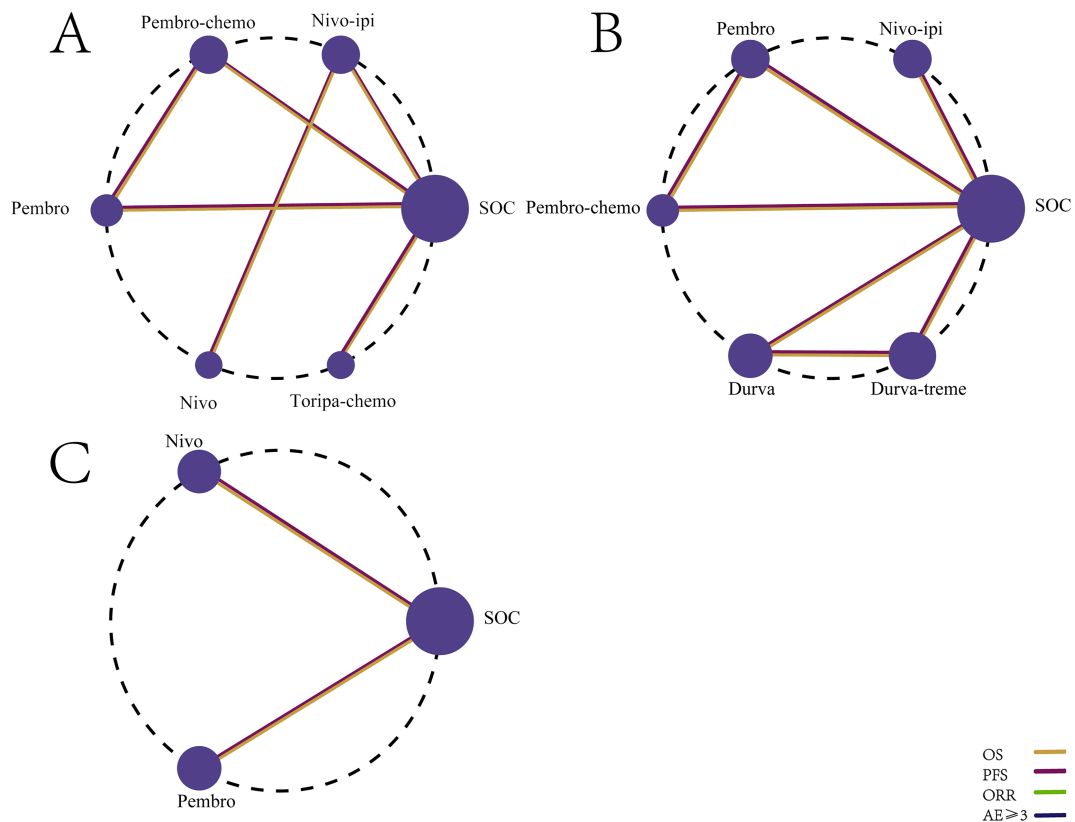 A
Pembro-chemo
Nivo-ipi
Pembro
SOC
Nivo
Toripa-chemo
B
Pembro
Nivo-ipi
Pembro-chemo
SOC
Durva
Durva-treme
C
Nivo
SOC
Pembro
OS
PFS
ORR
AE⩾3